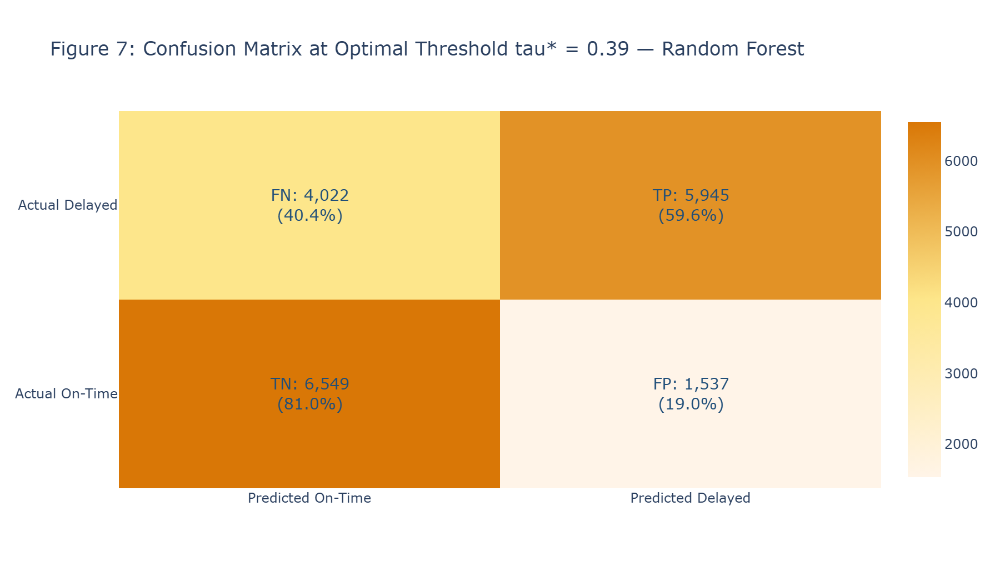 Figure 7: Confusion Matrix at Optimal Threshold tau* = 0.39 — Random Forest
Actual Delayed
FN: 4,022
(40.4%)
TP: 5,945
(59.6%)
Actual On-Time
TN: 6,549
(81.0%)
FP: 1,537
(19.0%)
Predicted On-Time
Predicted Delayed
6000
5000
4000
3000
2000